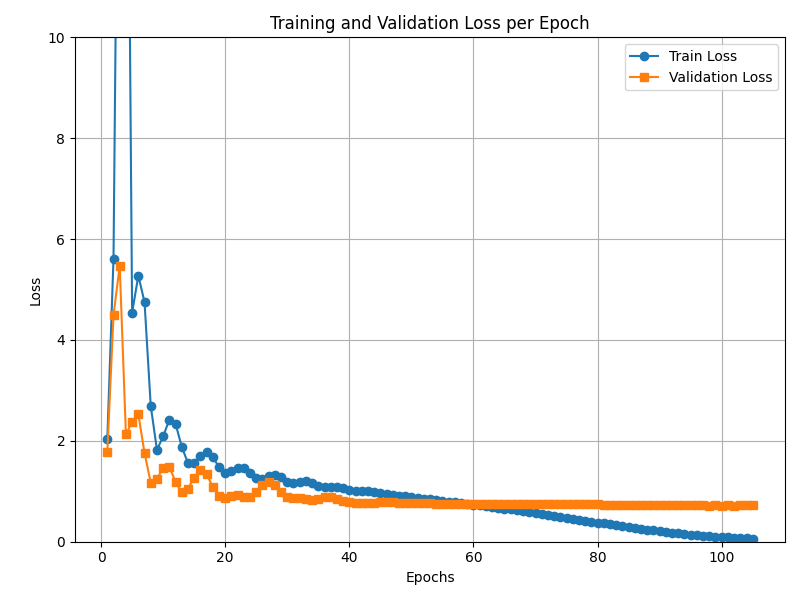 Training and Validation Loss per Epoch
Train Loss
Validation Loss
Loss
10
8
6
4
2
0
0 20 40 60 80 100
Epochs